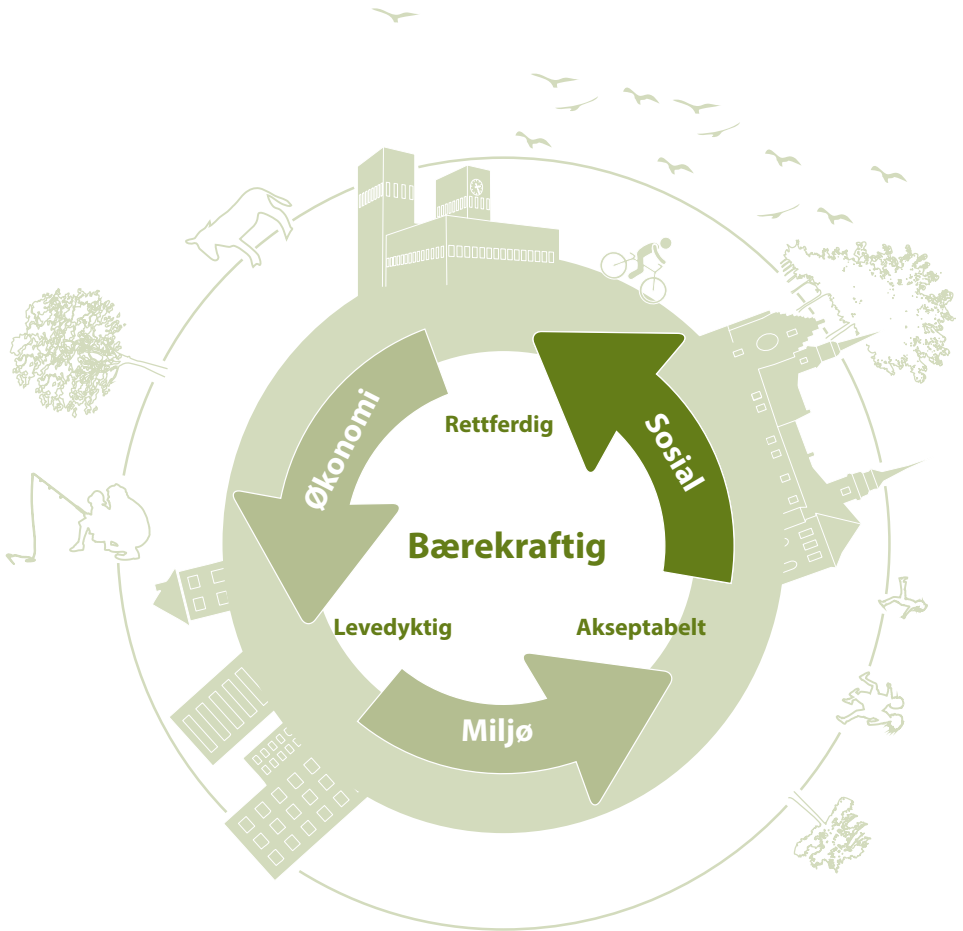 Økonomi
Rettferdig
Sosial
Bærekraftig
Levedyktig
Akseptabelt
Miljø